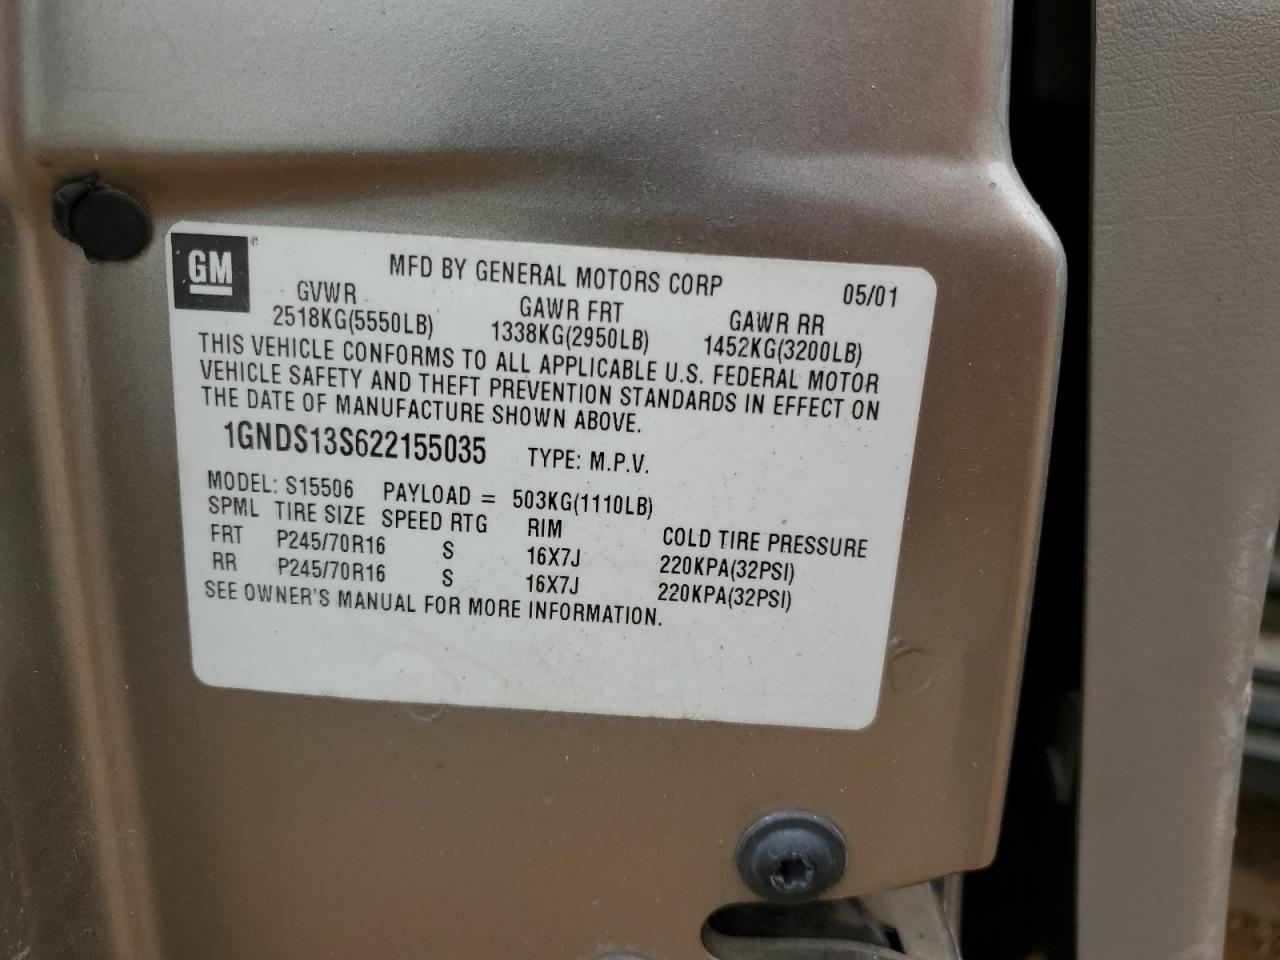 GM®
MFD BY GENERAL MOTORS CORP 05/01
GVWR GAWR FRT GAWR RR
2518KG(5550LB) 1338KG(2950LB) 1452KG(3200LB)
THIS VEHICLE CONFORMS TO ALL APPLICABLE U.S. FEDERAL MOTOR
VEHICLE SAFETY AND THEFT PREVENTION STANDARDS IN EFFECT ON
THE DATE OF MANUFACTURE SHOWN ABOVE.
1GNDS13S622155035 TYPE: M.P.V.
MODEL: S15506 PAYLOAD = 503KG(1110LB)
SPML TIRE SIZE SPEED RTG RIM COLD TIRE PRESSURE
FRT P245/70R16 S 16X7J 220KPA(32PSI)
RR P245/70R16 S 16X7J 220KPA(32PSI)
SEE OWNER'S MANUAL FOR MORE INFORMATION.